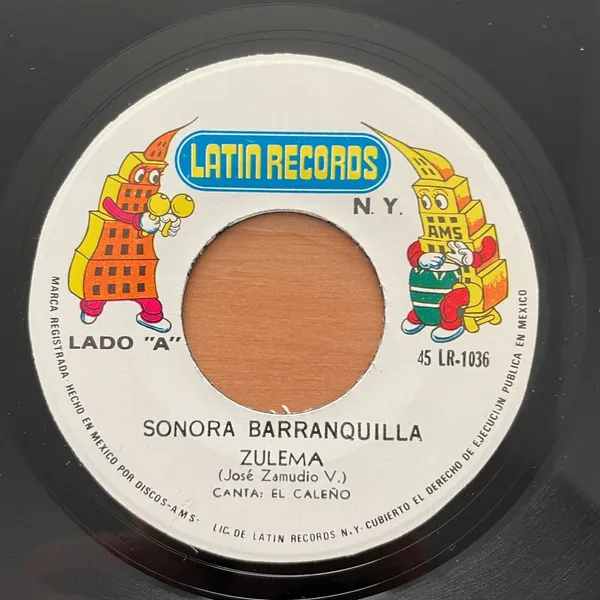 LATIN RECORDS
N. Y.
AMS
LADO "A"
45 LR-1036
SONORA BARRANQUILLA
ZULEMA
(José Zamudio V.)
CANTA: EL CALEÑO
MARCA REGISTRADA· HECHO EN MEXICO POR DISCOS-AMS- LIC. DE LATIN RECORDS N.Y. CUBIERTO EL DERECHO DE EJECUCION PUBLICA EN MEXICO